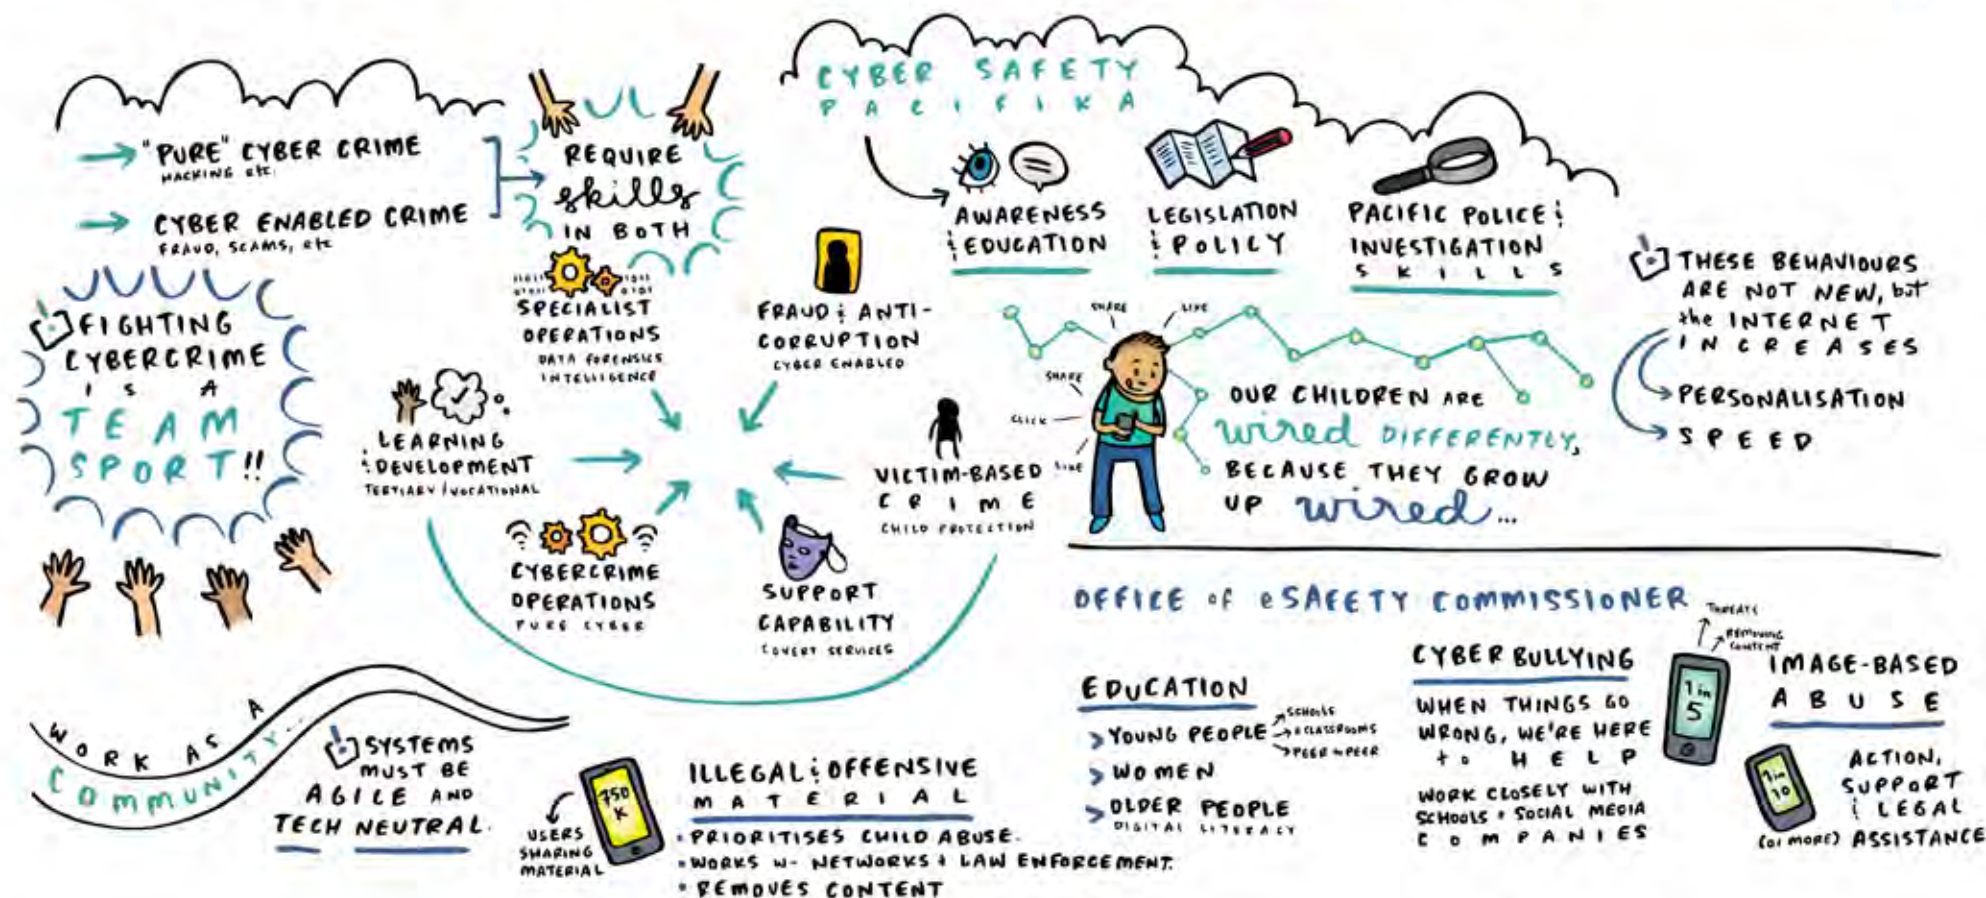 "PURE" CYBER CRIME
HACKING etc.
CYBER ENABLED CRIME
FRAUD, SCAMS, etc
REQUIRE
skills
IN BOTH
FIGHTING
CYBERCRIME
IS A
TEAM
SPORT!!
SPECIALIST
OPERATIONS
DATA FORENSICS
INTELLIGENCE
FRAUD & ANTI-
CORRUPTION
CYBER ENABLED
LEARNING
& DEVELOPMENT
TERTIARY / VOCATIONAL
VICTIM-BASED
CRIME
CHILD PROTECTION
CYBERCRIME
OPERATIONS
PURE CYBER
SUPPORT
CAPABILITY
COVERT SERVICES
CYBER SAFETY
PACIFIKA
AWARENESS
& EDUCATION
LEGISLATION
& POLICY
PACIFIC POLICE &
INVESTIGATION
SKILLS
THESE BEHAVIOURS
ARE NOT NEW, but
the INTERNET
INCREASES
PERSONALISATION
SPEED
SHARE
LIKE
SHARE
CLICK
LIKE
OUR CHILDREN ARE
wired DIFFERENTLY,
BECAUSE THEY GROW
UP wired...
WORK AS A
COMMUNITY...
SYSTEMS
MUST BE
AGILE AND
TECH NEUTRAL.
750
K
USERS
SHARING
MATERIAL
ILLEGAL & OFFENSIVE
MATERIAL
• PRIORITISES CHILD ABUSE.
• WORKS W- NETWORKS + LAW ENFORCEMENT.
• REMOVES CONTENT
OFFICE of eSAFETY COMMISSIONER
EDUCATION
> YOUNG PEOPLE
SCHOOLS
CLASSROOMS
PEER to PEER
> WOMEN
> OLDER PEOPLE
DIGITAL LITERACY
CYBER BULLYING
WHEN THINGS GO
WRONG, WE'RE HERE
to HELP
WORK CLOSELY WITH
SCHOOLS + SOCIAL MEDIA
COMPANIES
THREATS
REMOVING
CONTENT
1 in
5
IMAGE-BASED
ABUSE
1 in
10
(or more)
ACTION,
SUPPORT
& LEGAL
ASSISTANCE